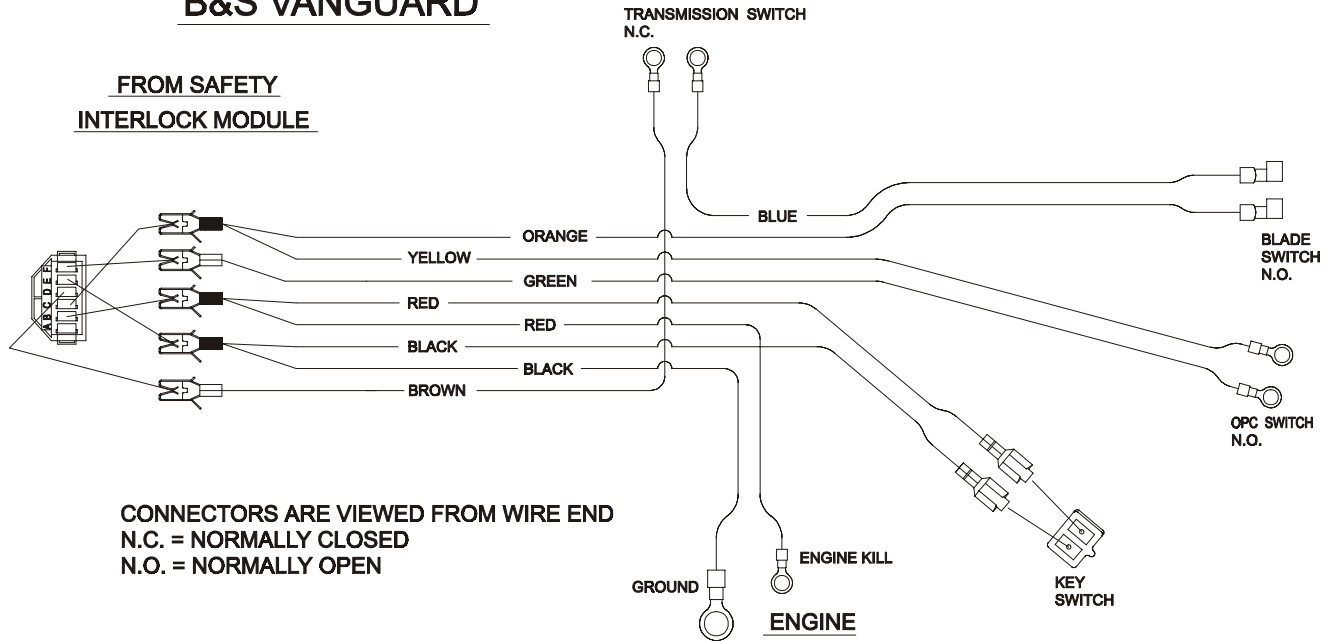 B&S VANGUARD
TRANSMISSION SWITCH
N.C.
FROM SAFETY
INTERLOCK MODULE
BLUE
ORANGE
YELLOW
GREEN
RED
RED
BLACK
BLACK
BROWN
A B C D E F
BLADE
SWITCH
N.O.
OPC SWITCH
N.O.
CONNECTORS ARE VIEWED FROM WIRE END
N.C. = NORMALLY CLOSED
N.O. = NORMALLY OPEN
GROUND
ENGINE KILL
ENGINE
KEY
SWITCH